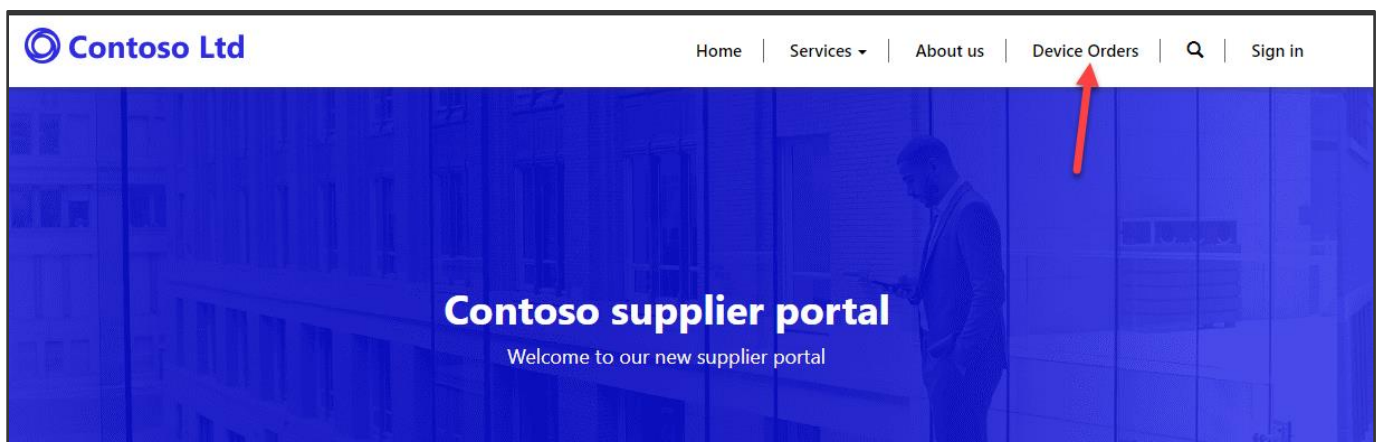 Contoso Ltd
Home Services About us Device Orders Sign in
Contoso supplier portal
Welcome to our new supplier portal